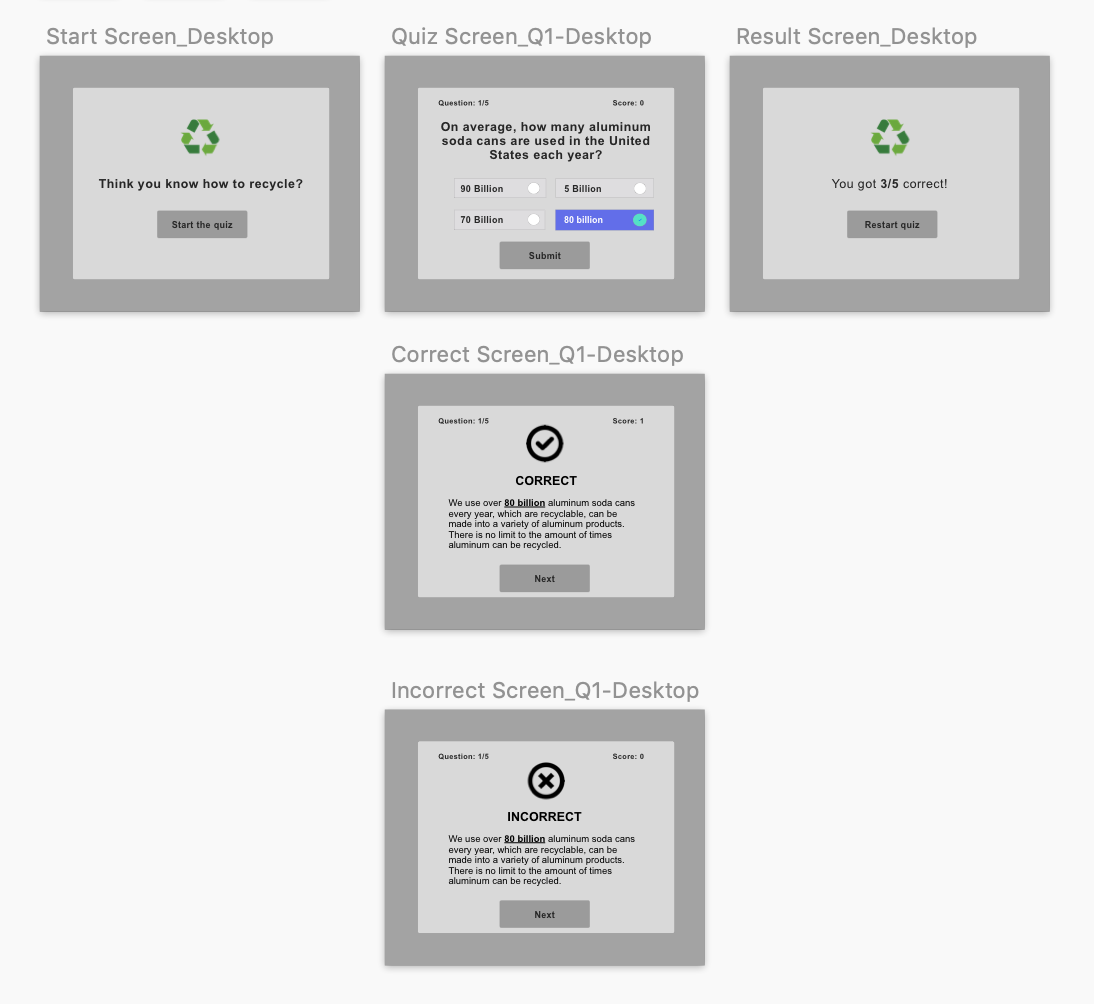 Start Screen_Desktop
Think you know how to recycle?
Start the quiz
Quiz Screen_Q1-Desktop
Question: 1/5
Score: 0
On average, how many aluminum
soda cans are used in the United
States each year?
90 Billion
5 Billion
70 Billion
80 billion
Submit
Result Screen_Desktop
You got 3/5 correct!
Restart quiz
Correct Screen_Q1-Desktop
Question: 1/5
Score: 1
CORRECT
We use over 80 billion aluminum soda cans
every year, which are recyclable, can be
made into a variety of aluminum products.
There is no limit to the amount of times
aluminum can be recycled.
Next
Incorrect Screen_Q1-Desktop
Question: 1/5
Score: 0
INCORRECT
We use over 80 billion aluminum soda cans
every year, which are recyclable, can be
made into a variety of aluminum products.
There is no limit to the amount of times
aluminum can be recycled.
Next